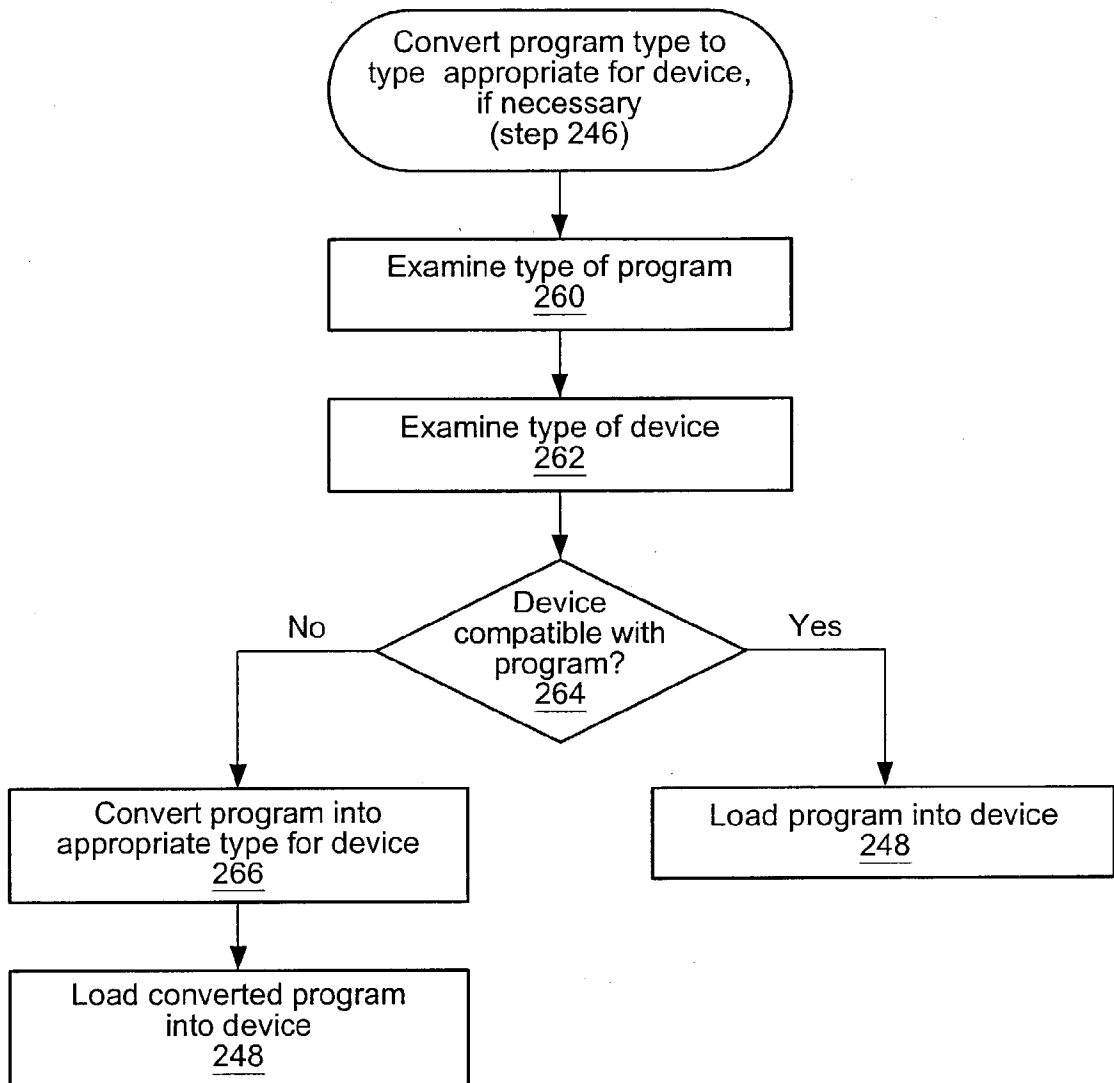 Convert program type to
type appropriate for device,
if necessary
(step 246)
Examine type of program
260
Examine type of device
262
Device
compatible with
program?
264
No
Yes
Convert program into
appropriate type for device
266
Load program into device
248
Load converted program
into device
248